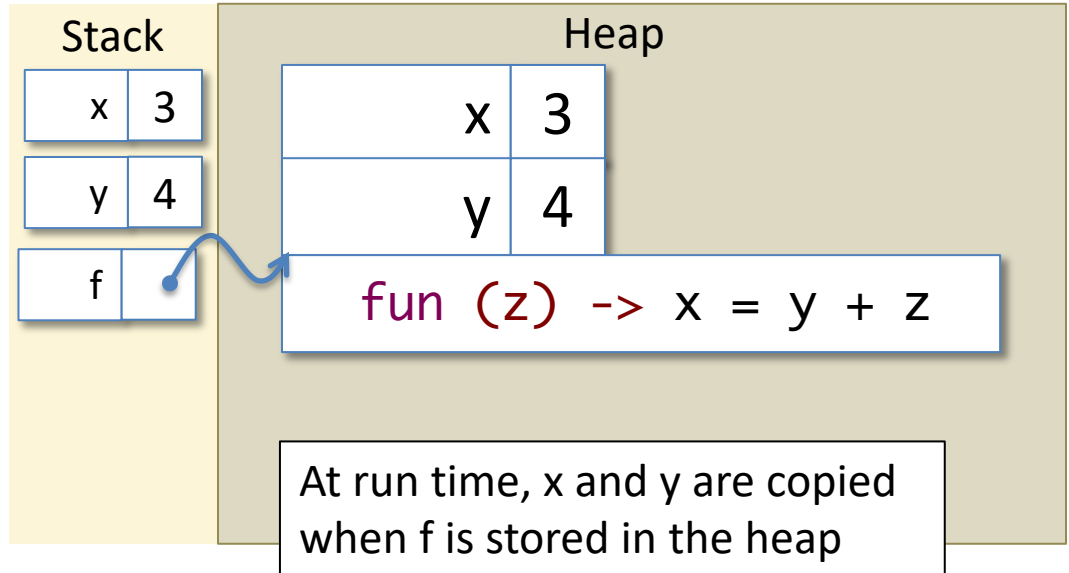 Stack
Heap
x 3
y 4
f
x 3
y 4
fun (z) -> x = y + z
At run time, x and y are copied
when f is stored in the heap